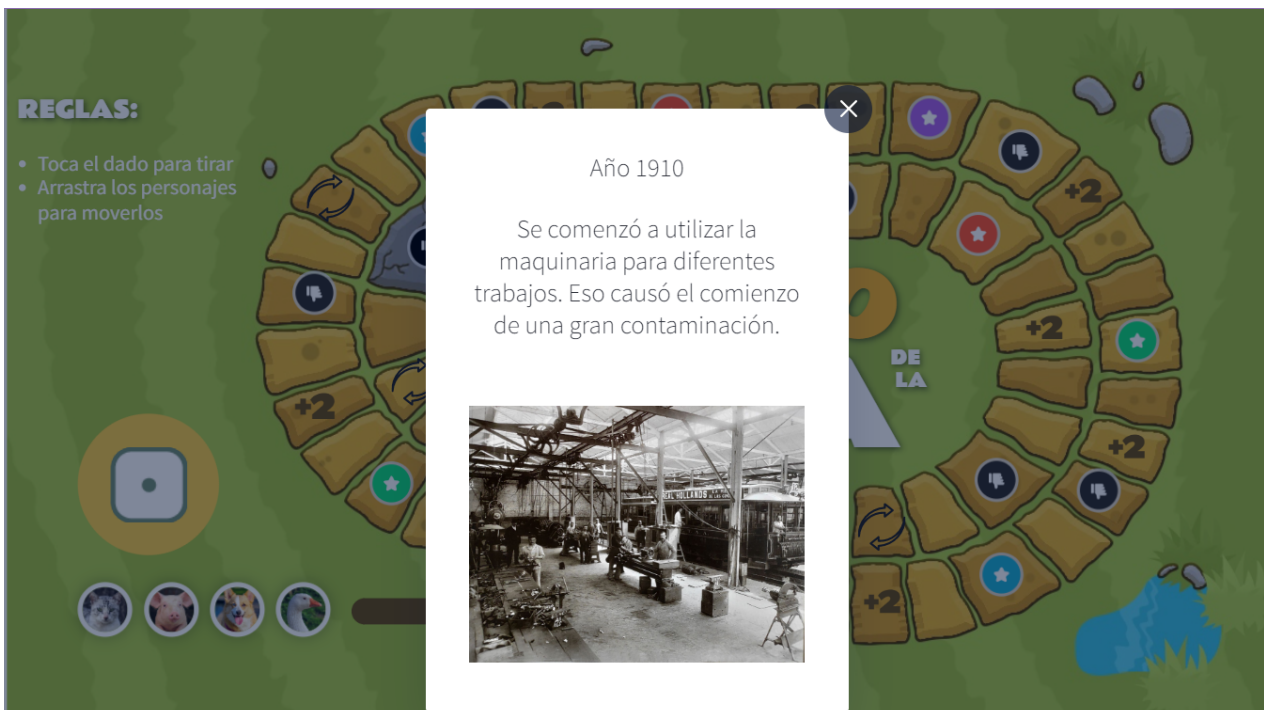 REGLAS:
• Toca el dado para tirar
• Arrastra los personajes
para moverlos
Año 1910
Se comenzó a utilizar la
maquinaria para diferentes
trabajos. Eso causó el comienzo
de una gran contaminación.
+2
+2
DE
LA
+2
+2
+2